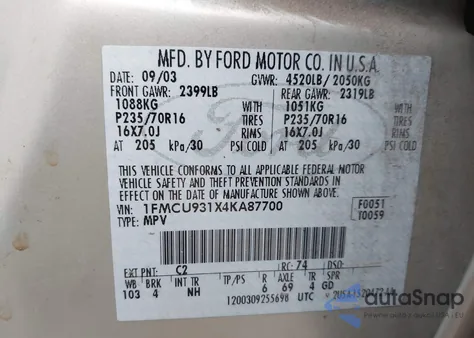 MFD. BY FORD MOTOR CO. IN U.S.A.
DATE 09/03 GVWR: 4520LB/ 2050KG
FRONT GAWR: 2399LB REAR GAWR: 2319LB
1088KG WITH 1051KG WITH
P235/70R16 TIRES P235/70R16 TIRES
16X7.0J RIMS 16X7.0J RIMS
AT 205 kPa/30 PSI COLD AT 205 kPa/30 PSI COLD
THIS VEHICLE CONFORMS TO ALL APPLICABLE FEDERAL MOTOR
VEHICLE SAFETY AND THEFT PREVENTION STANDARDS IN
EFFECT ON THE DATE OF MANUFACTURE SHOWN ABOVE.
VIN: 1FMCU931X4KA87700 F0051
TYPE: MPV T0059
EXT PNT: C2 RC: 74 DSO:
WB BRK INT TR TP/PS R AX TR SPR
103 4 NH 6 69 4 GD
1200309255698 UTC
autoSnap